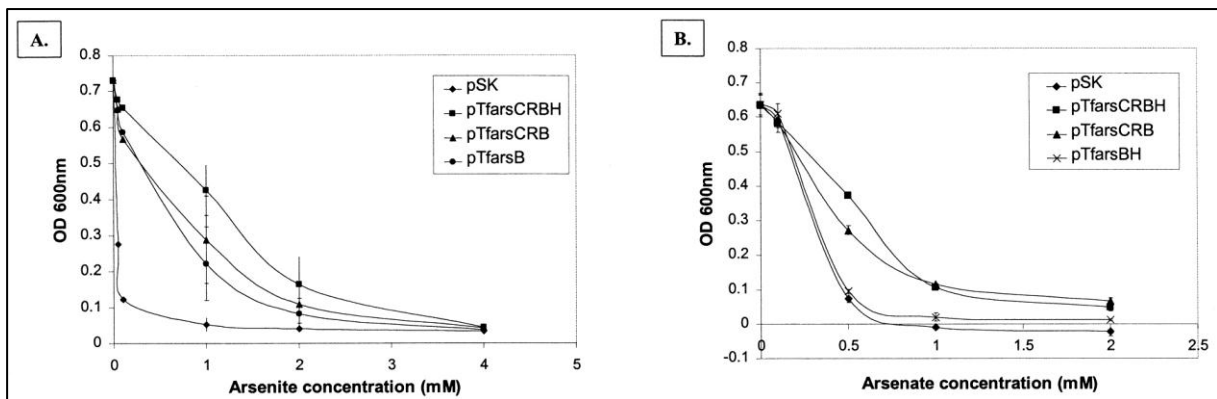 A.
0.8
0.7
0.6
0.5
0.4
0.3
0.2
0.1
0
OD 600nm
pSK
pTfarsCRBH
pTfarsCRB
pTfarsB
0 1 2 3 4 5
Arsenite concentration (mM)
B.
0.8
0.7
0.6
0.5
0.4
0.3
0.2
0.1
0
-0.1
OD 600nm
pSK
pTfarsCRBH
pTfarsCRB
pTfarsBH
0 0.5 1 1.5 2 2.5
Arsenate concentration (mM)